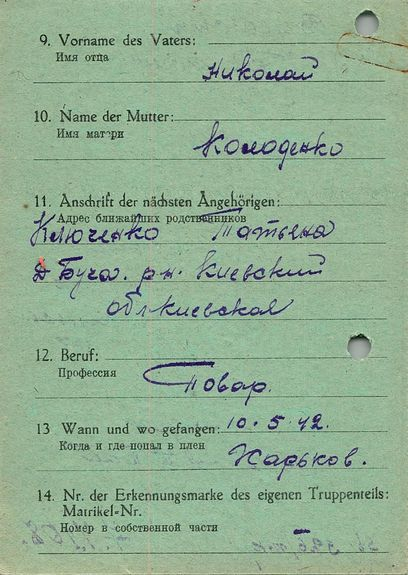 9. Vorname des Vaters:
Имя отца
Николай
10. Name der Mutter:
Имя матери
Колоденко
11. Anschrift der nächsten Angehörigen:
Адрес ближайших родственников
Ключенко Татьяна
д Буча. р-н. Киевский
обл Киевская
12. Beruf:
Профессия
Повар.
13 Wann und wo gefangen: 10.5.42.
Когда и где попал в плен
Харьков.
14. Nr. der Erkennungsmarke des eigenen Truppenteils:
Matrikel-Nr.
Номер в собственной части